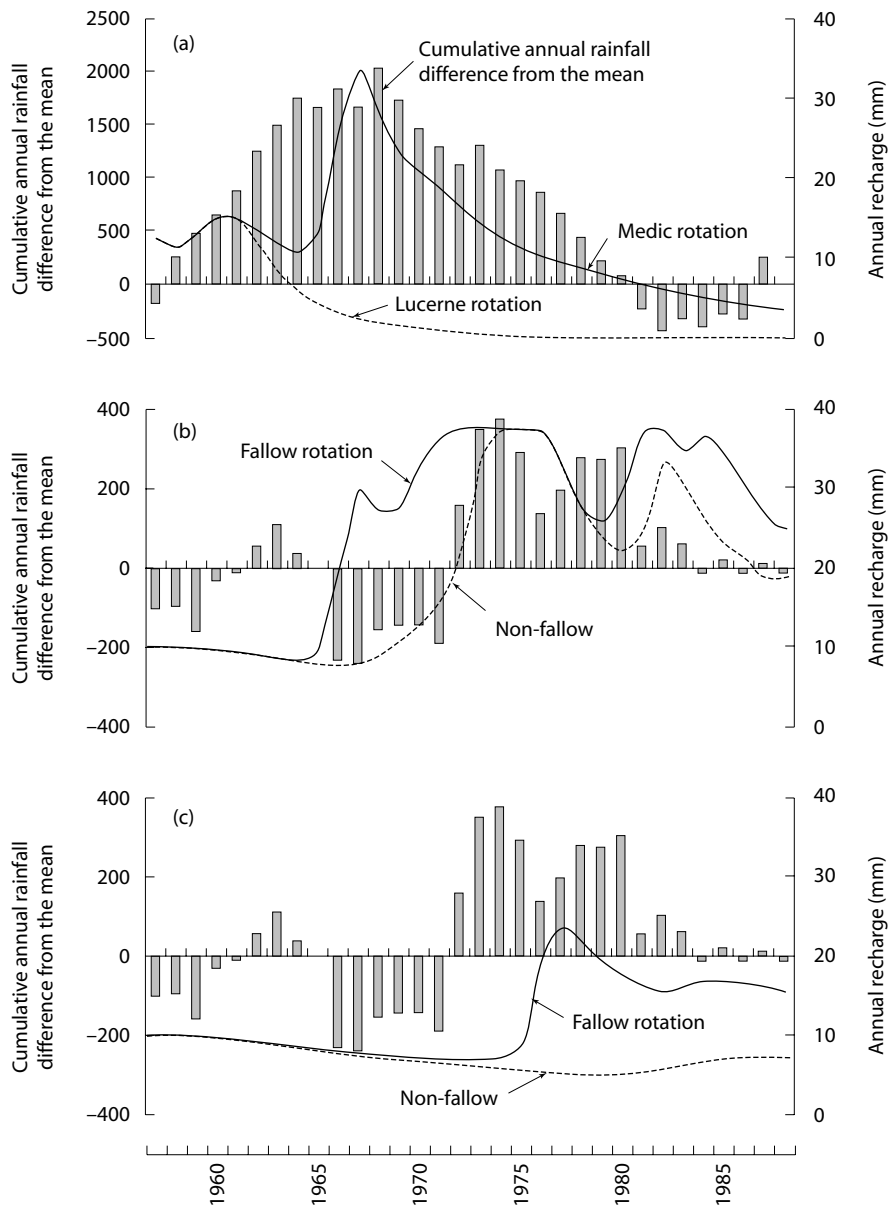 (a)
Cumulative annual rainfall
difference from the mean
2500
2000
1500
1000
500
0
−500
Cumulative annual rainfall
difference from the mean
Medic rotation
Lucerne rotation
40
30
20
10
0
Annual recharge (mm)
(b)
Cumulative annual rainfall
difference from the mean
400
200
0
−200
−400
Fallow rotation
Non-fallow
40
30
20
10
0
Annual recharge (mm)
(c)
Cumulative annual rainfall
difference from the mean
400
200
0
−200
−400
Fallow rotation
Non-fallow
40
30
20
10
0
Annual recharge (mm)
1960
1965
1970
1975
1980
1985